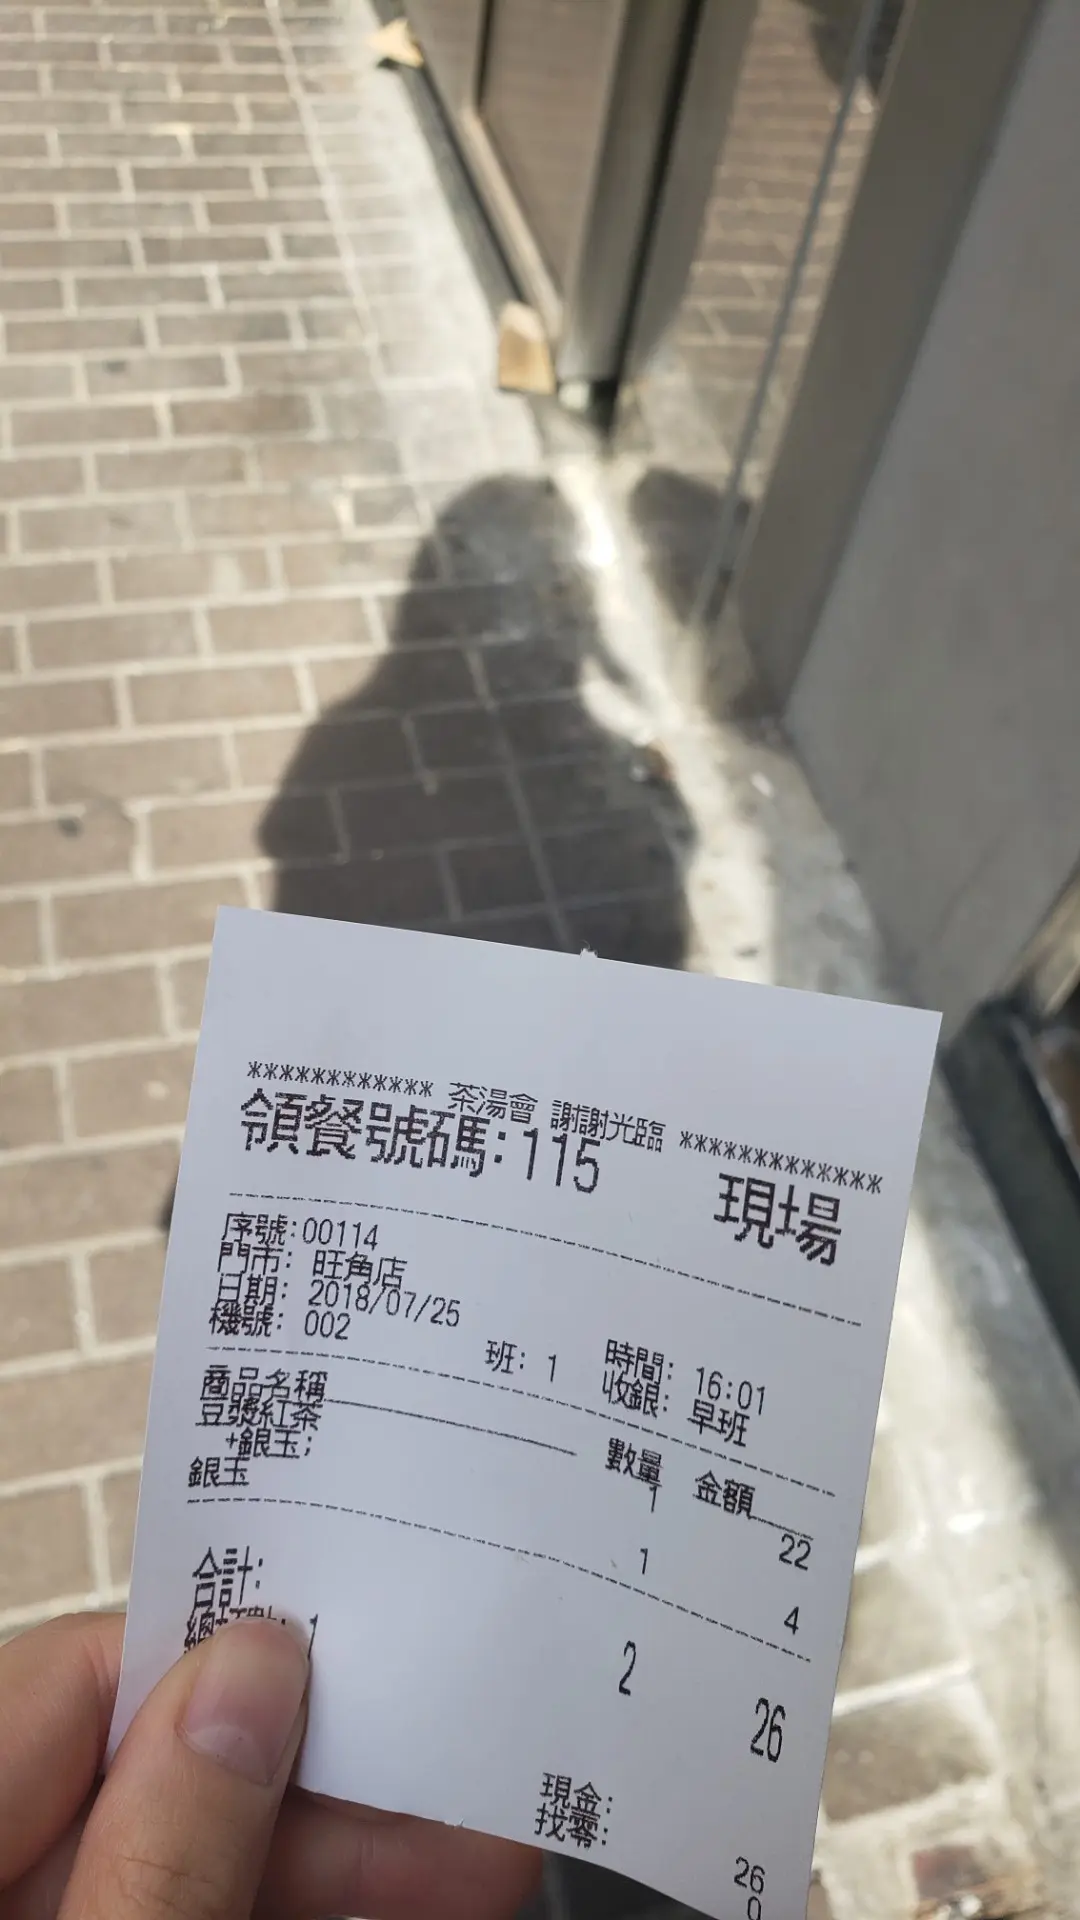 ************ 茶湯會 謝謝光臨 *************
領餐號碼:115 現場
序號:00114
門市: 旺角店
日期: 2018/07/25 時間: 16:01
機號: 002 班: 1 收銀: 早班
商品名稱 數量 金額
豆漿紅茶 1 22
+銀玉;
銀玉 1 4
合計: 2 26
1
現金: 26
找零: 0